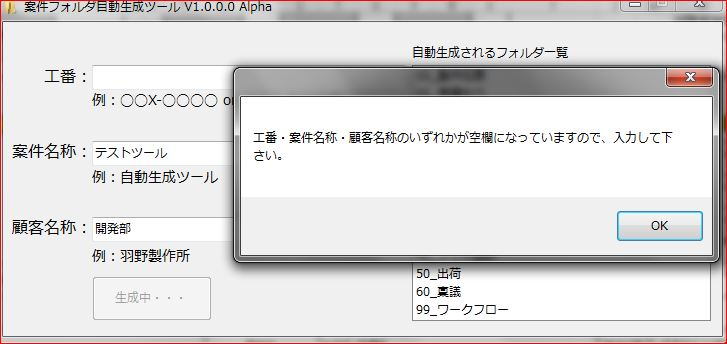 案件フォルダ自動生成ツール V1.0.0.0 Alpha
自動生成されるフォルダ一覧
工番：
例：〇〇X-〇〇〇〇 or
工番・案件名称・顧客名称のいずれかが空欄になっていますので、入力して下
さい。
案件名称：
テストツール
例：自動生成ツール
顧客名称：
開発部
OK
例：羽野製作所
生成中・・・
50_出荷
60_稟議
99_ワークフロー